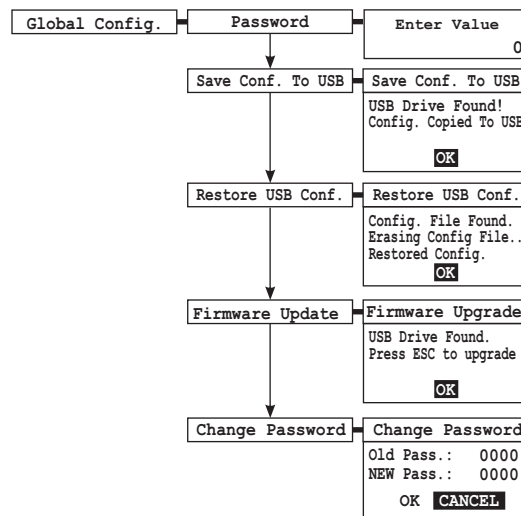 Global Config.
Password
Enter Value
0
Save Conf. To USB
Save Conf. To USB
USB Drive Found!
Config. Copied To USB
OK
Restore USB Conf.
Restore USB Conf.
Config. File Found.
Erasing Config File..
Restored Config.
OK
Firmware Update
Firmware Upgrade
USB Drive Found.
Press ESC to upgrade
OK
Change Password
Change Password
Old Pass.: 0000
NEW Pass.: 0000
OK CANCEL